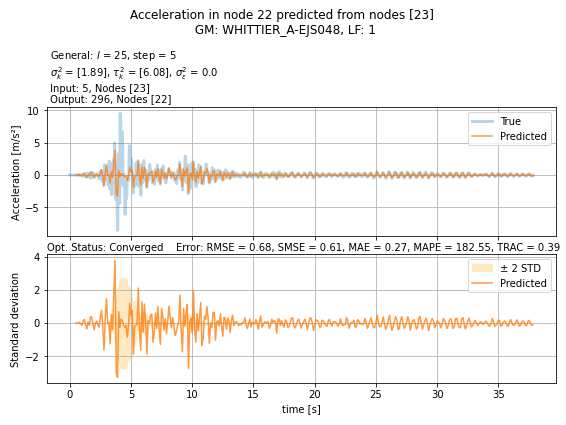 Acceleration in node 22 predicted from nodes [23]
GM: WHITTIER_A-EJS048, LF: 1
General: l = 25, step = 5
σ²ₖ = [1.89], τ²ₖ = [6.08], σ²ε = 0.0
Input: 5, Nodes [23]
Output: 296, Nodes [22]
Acceleration [m/s²]
10
5
0
−5
True
Predicted
Opt. Status: Converged Error: RMSE = 0.68, SMSE = 0.61, MAE = 0.27, MAPE = 182.55, TRAC = 0.39
Standard deviation
4
2
0
−2
± 2 STD
Predicted
0 5 10 15 20 25 30 35
time [s]